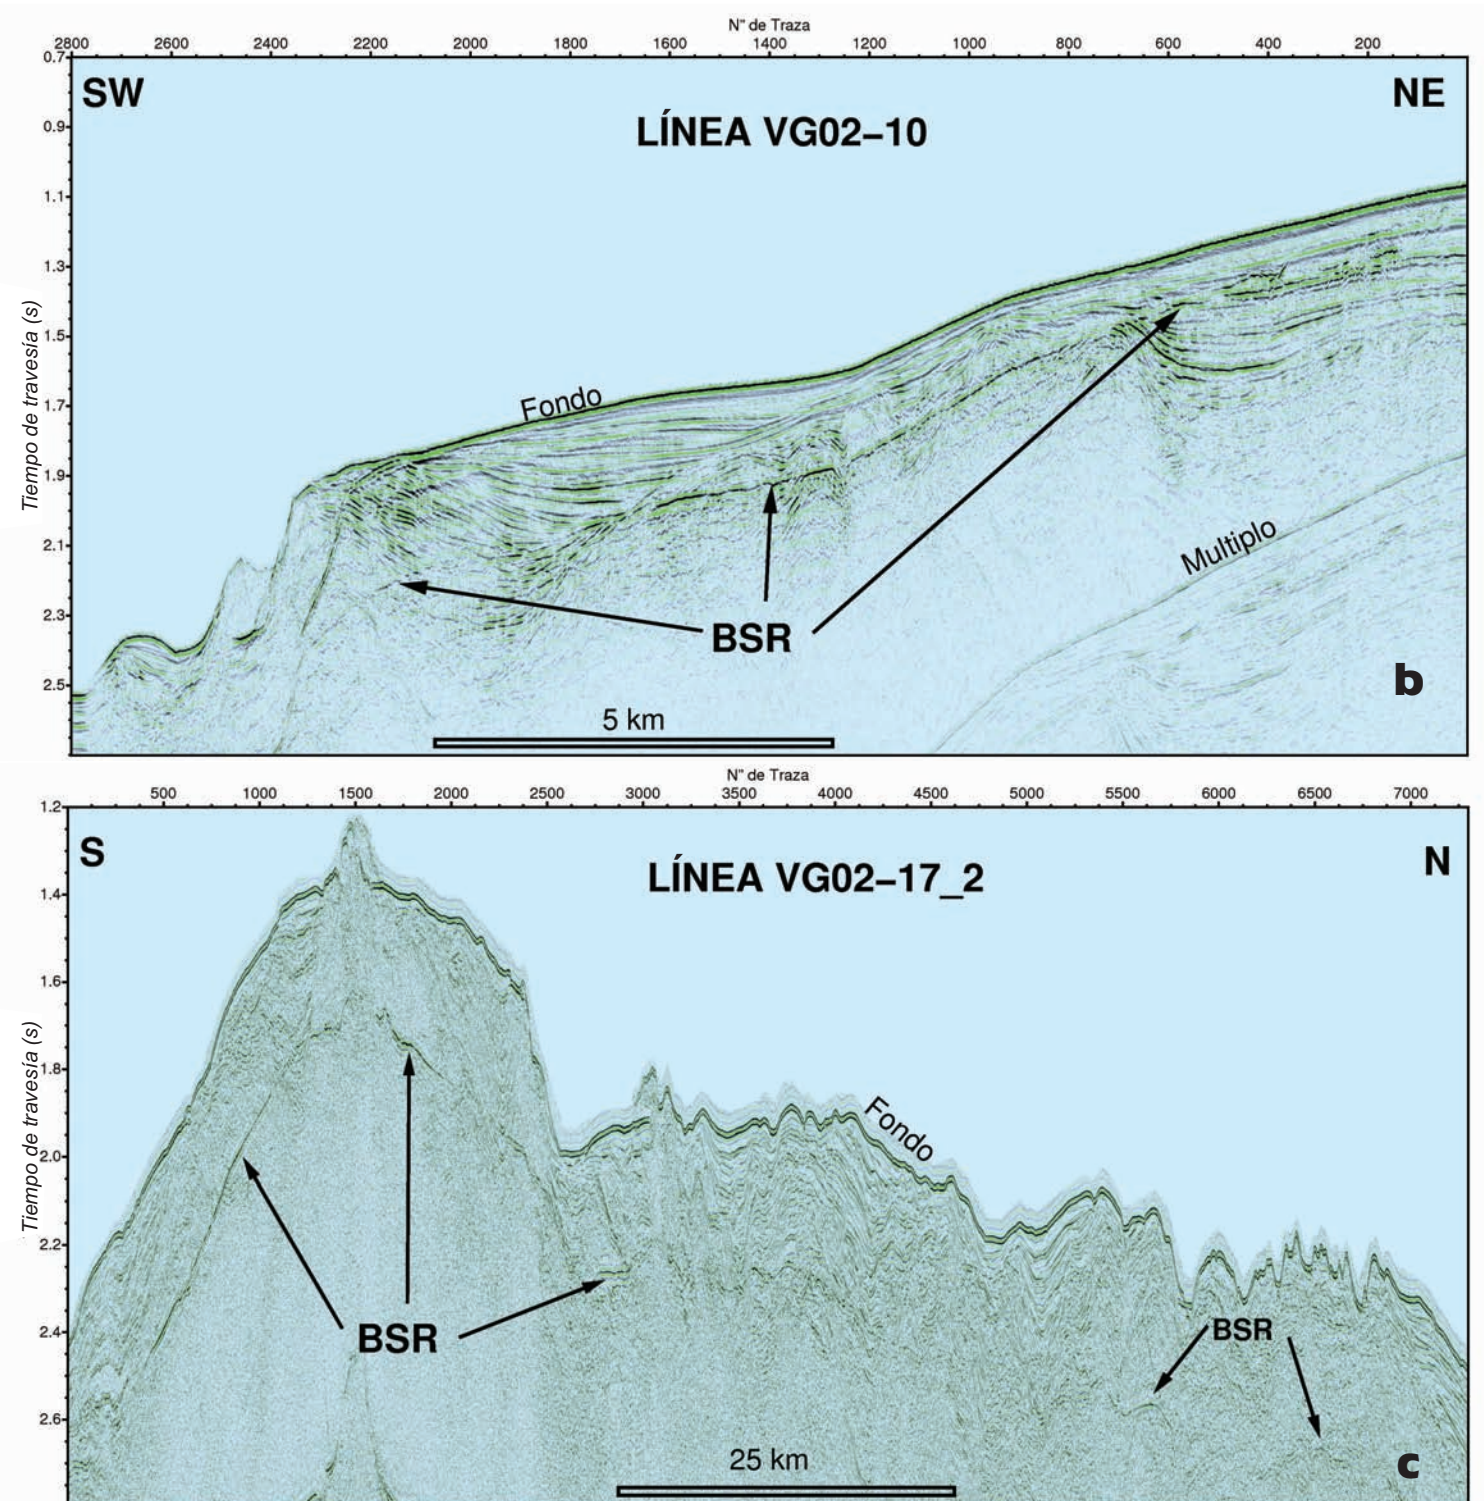 N" de Traza
2800 2600 2400 2200 2000 1800 1600 1400 1200 1000 800 600 400 200
SW
NE
LÍNEA VG02–10
0.7
0.9
1.1
1.3
1.5
1.7
1.9
2.1
2.3
2.5
Tiempo de travesía (s)
Fondo
Multiplo
BSR
5 km
b
N" de Traza
500 1000 1500 2000 2500 3000 3500 4000 4500 5000 5500 6000 6500 7000
S
N
LÍNEA VG02–17_2
1.2
1.4
1.6
1.8
2.0
2.2
2.4
2.6
Tiempo de travesía (s)
Fondo
BSR
BSR
25 km
c